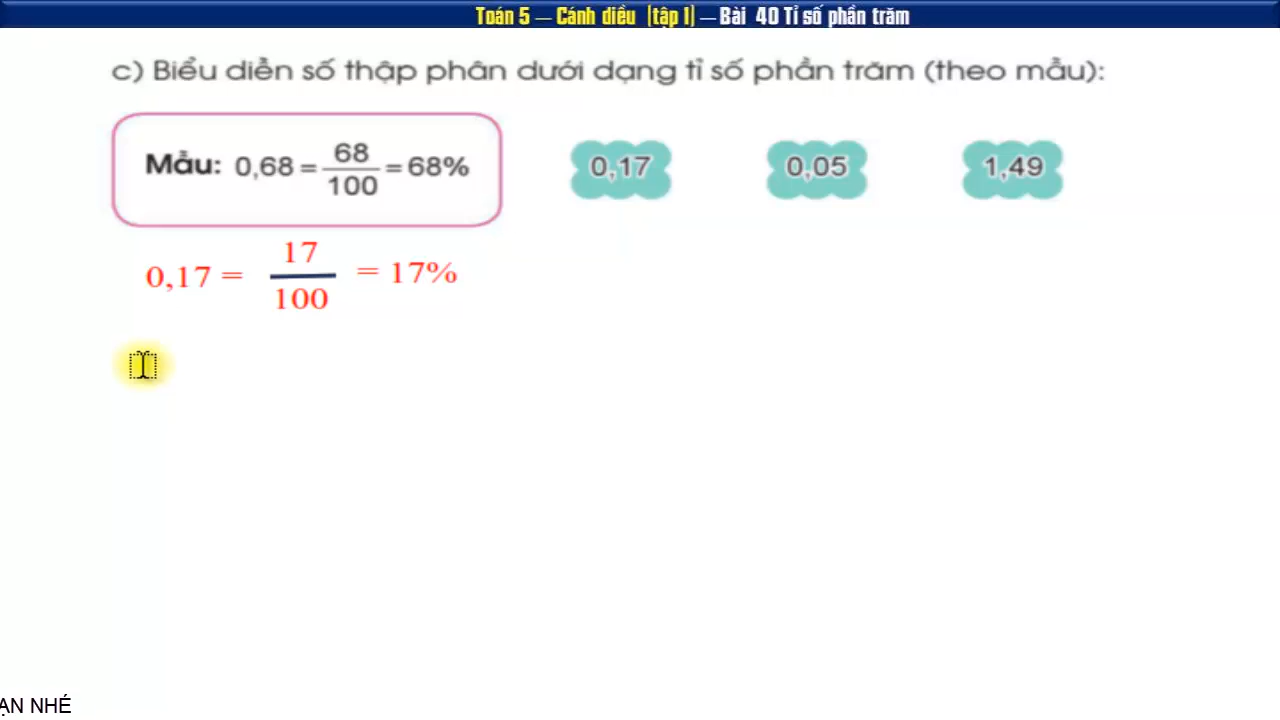 Toán 5 – Cánh diều (tập 1) – Bài 40 Tỉ số phần trăm
c) Biểu diễn số thập phân dưới dạng tỉ số phần trăm (theo mẫu):
Mẫu: 0,68 = 68/100 = 68%
0,17
0,05
1,49
0,17 = 17/100 = 17%
ẠN NHÉ